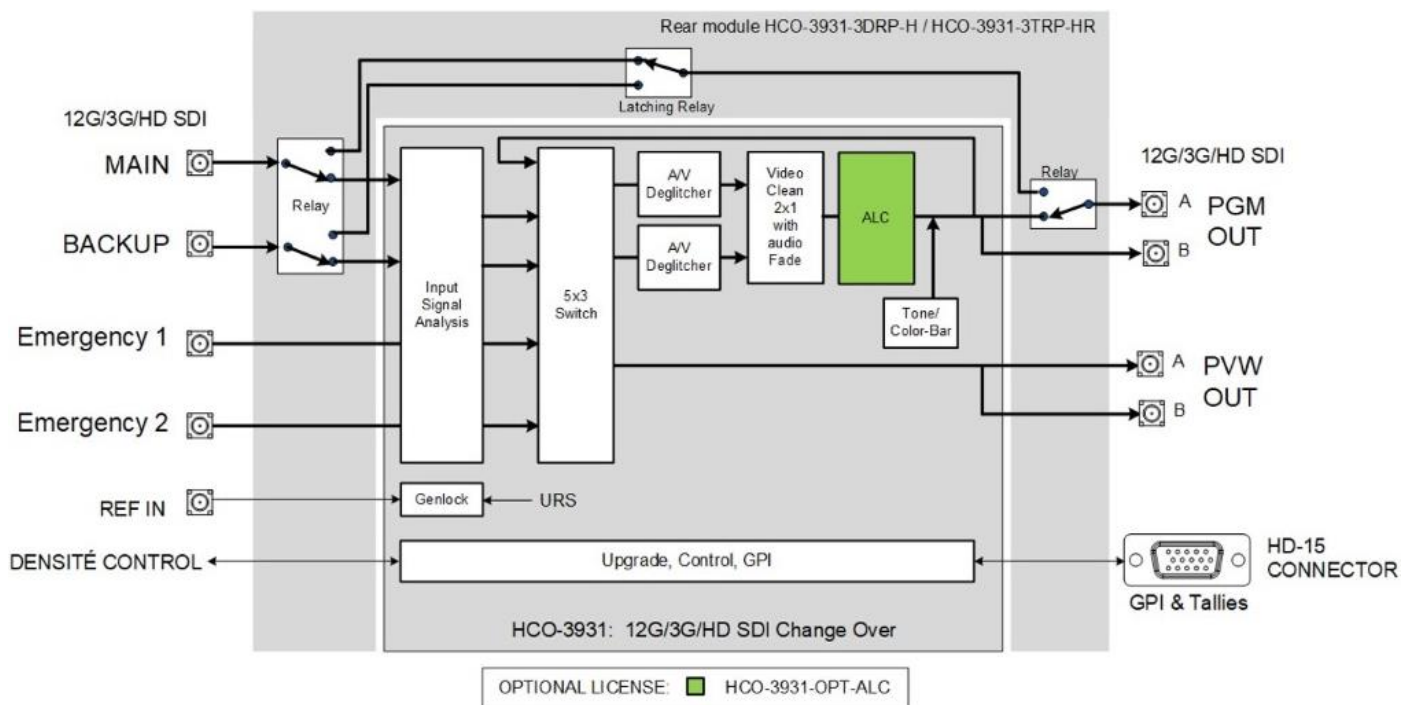 Rear module HCO-3931-3DRP-H / HCO-3931-3TRP-HR
Latching Relay
12G/3G/HD SDI
MAIN
BACKUP
Emergency 1
Emergency 2
REF IN
DENSITÉ CONTROL
Relay
Input
Signal
Analysis
5x3
Switch
A/V
Deglitcher
A/V
Deglitcher
Video
Clean
2x1
with
audio
Fade
ALC
Tone/
Color-Bar
Relay
12G/3G/HD SDI
A
PGM
OUT
B
A
PVW
OUT
B
Genlock
URS
Upgrade, Control, GPI
HD-15
CONNECTOR
GPI & Tallies
HCO-3931: 12G/3G/HD SDI Change Over
OPTIONAL LICENSE: HCO-3931-OPT-ALC